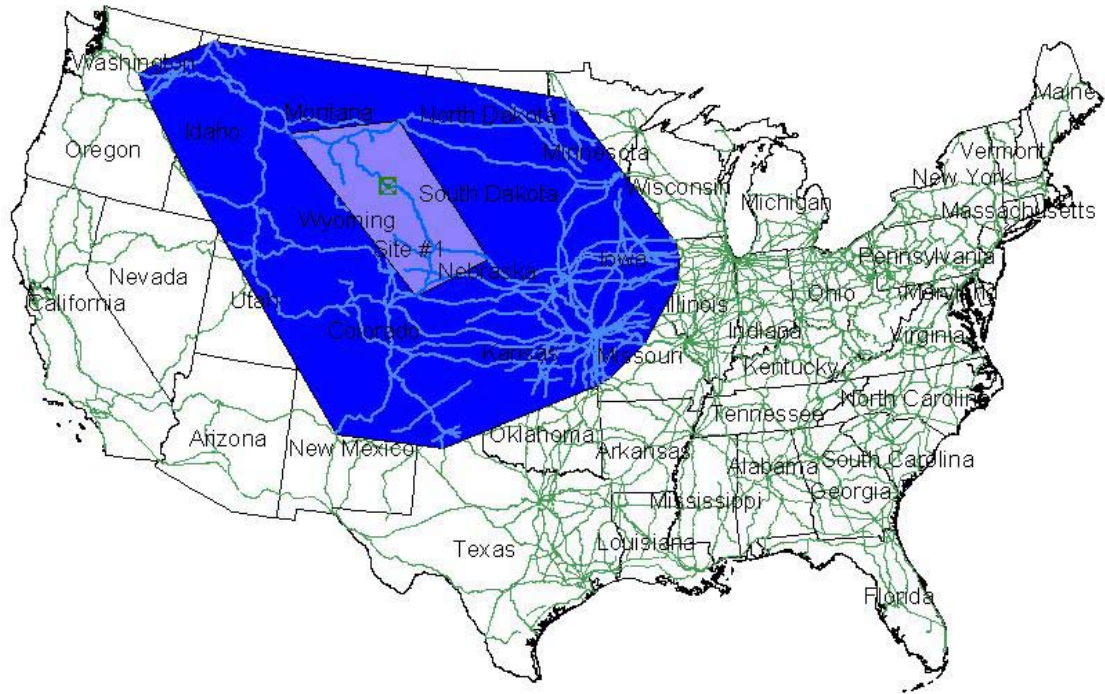 Washington
Maine
Montana
North Dakota
Idaho
Oregon
Minnesota
Vermont
New York
Wisconsin
South Dakota
Michigan
Massachusetts
Wyoming
Site #1
Pennsylvania
Iowa
Nebraska
Nevada
California
Utah
Ohio
Maryland
Illinois
Colorado
Indiana
Virginia
Kansas
Missouri
Kentucky
North Carolina
Tennessee
Arizona
Oklahoma
New Mexico
Arkansas
South Carolina
Alabama
Georgia
Mississippi
Texas
Louisiana
Florida